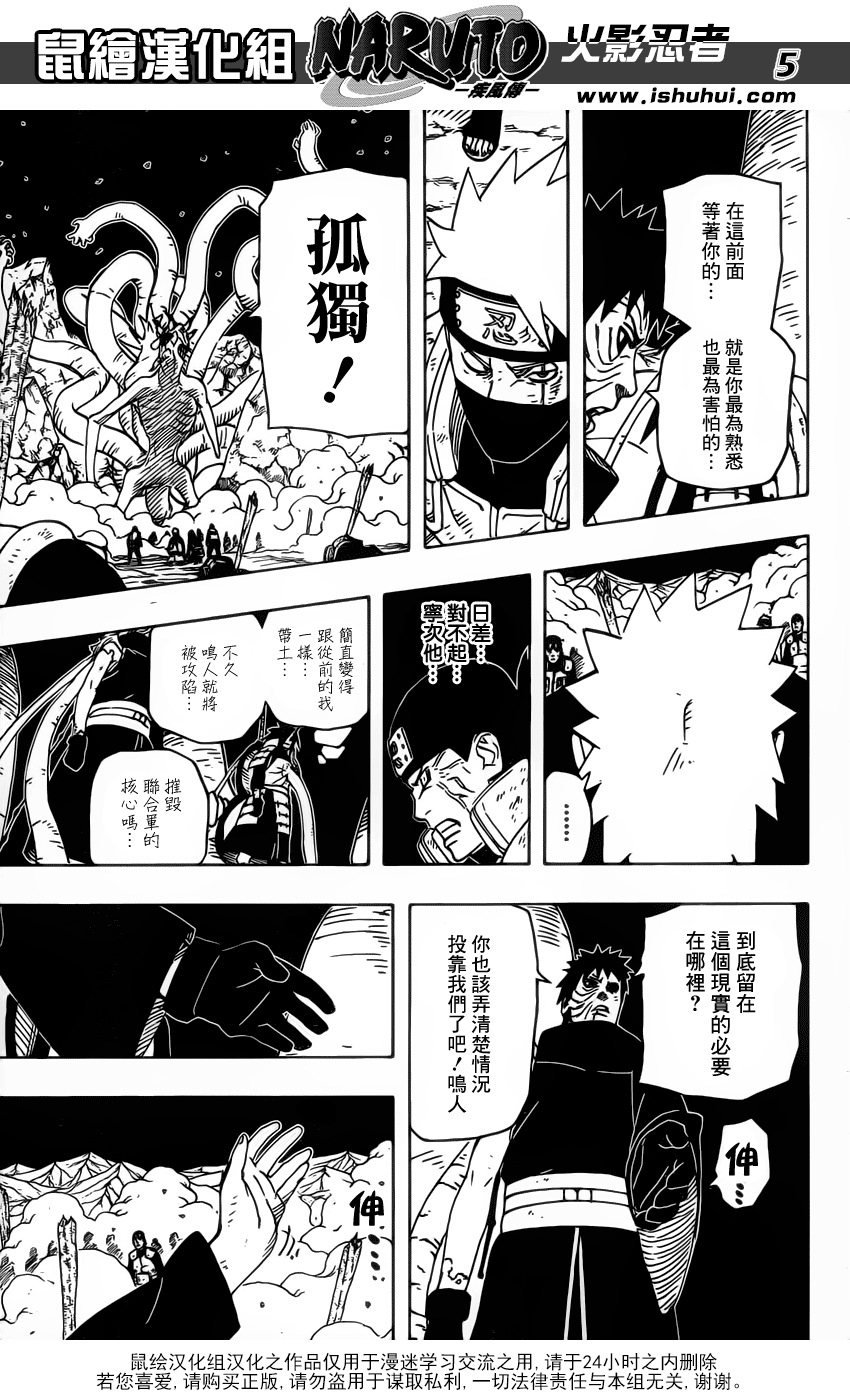 鼠繪漢化組
NARUTO
—疾風傳—
火影忍者
5
www.ishuhui.com
在這前面
等著你的…
就是你最為熟悉
也最為害怕的…
孤獨！
………
日差…
對不起…
寧次他…
簡直變得
跟從前的我
一樣…
帶土…
不久
鳴人就將
被攻陷…
摧毀
聯合軍的
核心嗎…
到底留在
這個現實的必要
在哪裡？
你也該弄清楚情況
投靠我們了吧！鳴人
伸…
伸…
忍
鼠绘汉化组汉化之作品仅用于漫迷学习交流之用, 请于24小时之内删除
若您喜爱, 请购买正版, 请勿盗用于谋取私利, 一切法律责任与本组无关, 谢谢。